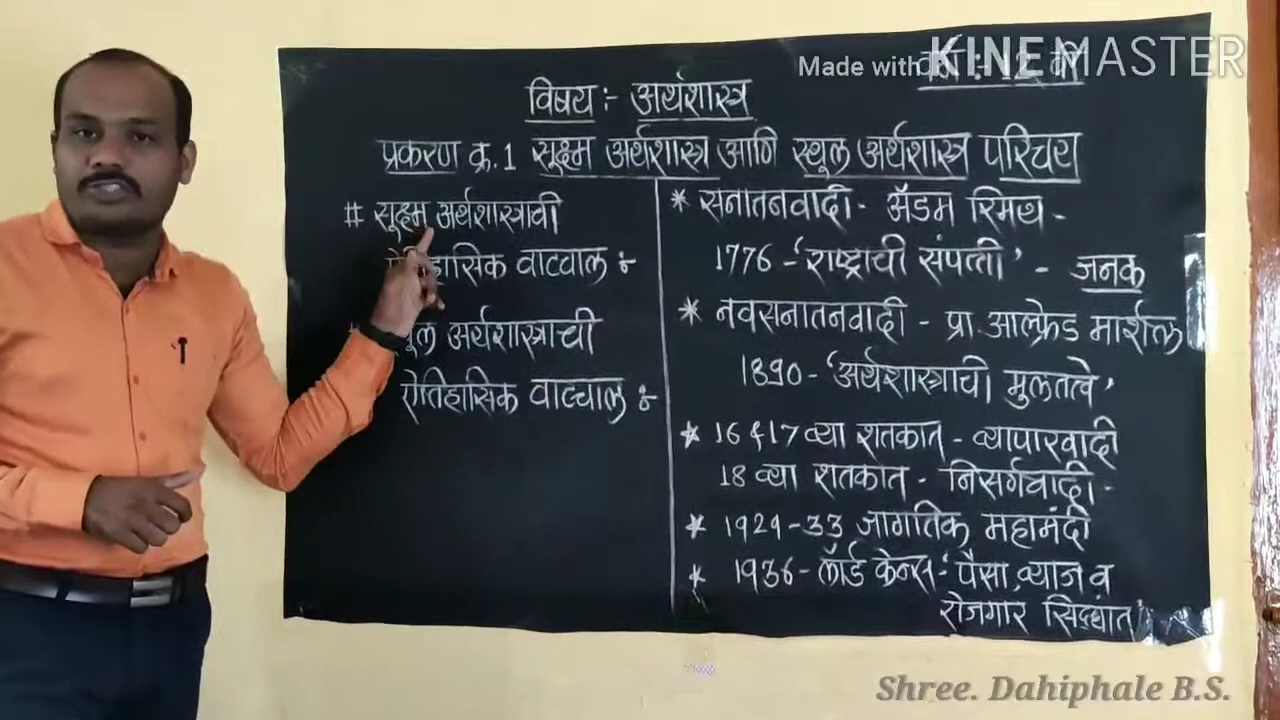 Made with KINEMASTER
12 वी
विषय :- अर्थशास्त्र
प्रकरण क्र. 1 सूक्ष्म अर्थशास्त्र आणि स्थूल अर्थशास्त्र परिचय
# सूक्ष्म अर्थशास्त्राची
ऐतिहासिक वाटचाल :-
स्थूल अर्थशास्त्राची
ऐतिहासिक वाटचाल :-
* सनातनवादी - ॲडम स्मिथ -
1776 - 'राष्ट्राची संपत्ती' - जनक
* नवसनातनवादी - प्रा. आल्फ्रेड मार्शल
1890 - 'अर्थशास्त्राची मुलतत्वे'
* 16 व 17 व्या शतकात - व्यापारवादी
18 व्या शतकात - निसर्गवादी -
* 1929 - 33 जागतिक महामंदी
* 1936 - लॉर्ड केन्स - 'पैसा, व्याज व
रोजगार सिद्धांत'
Shree. Dahiphale B.S.